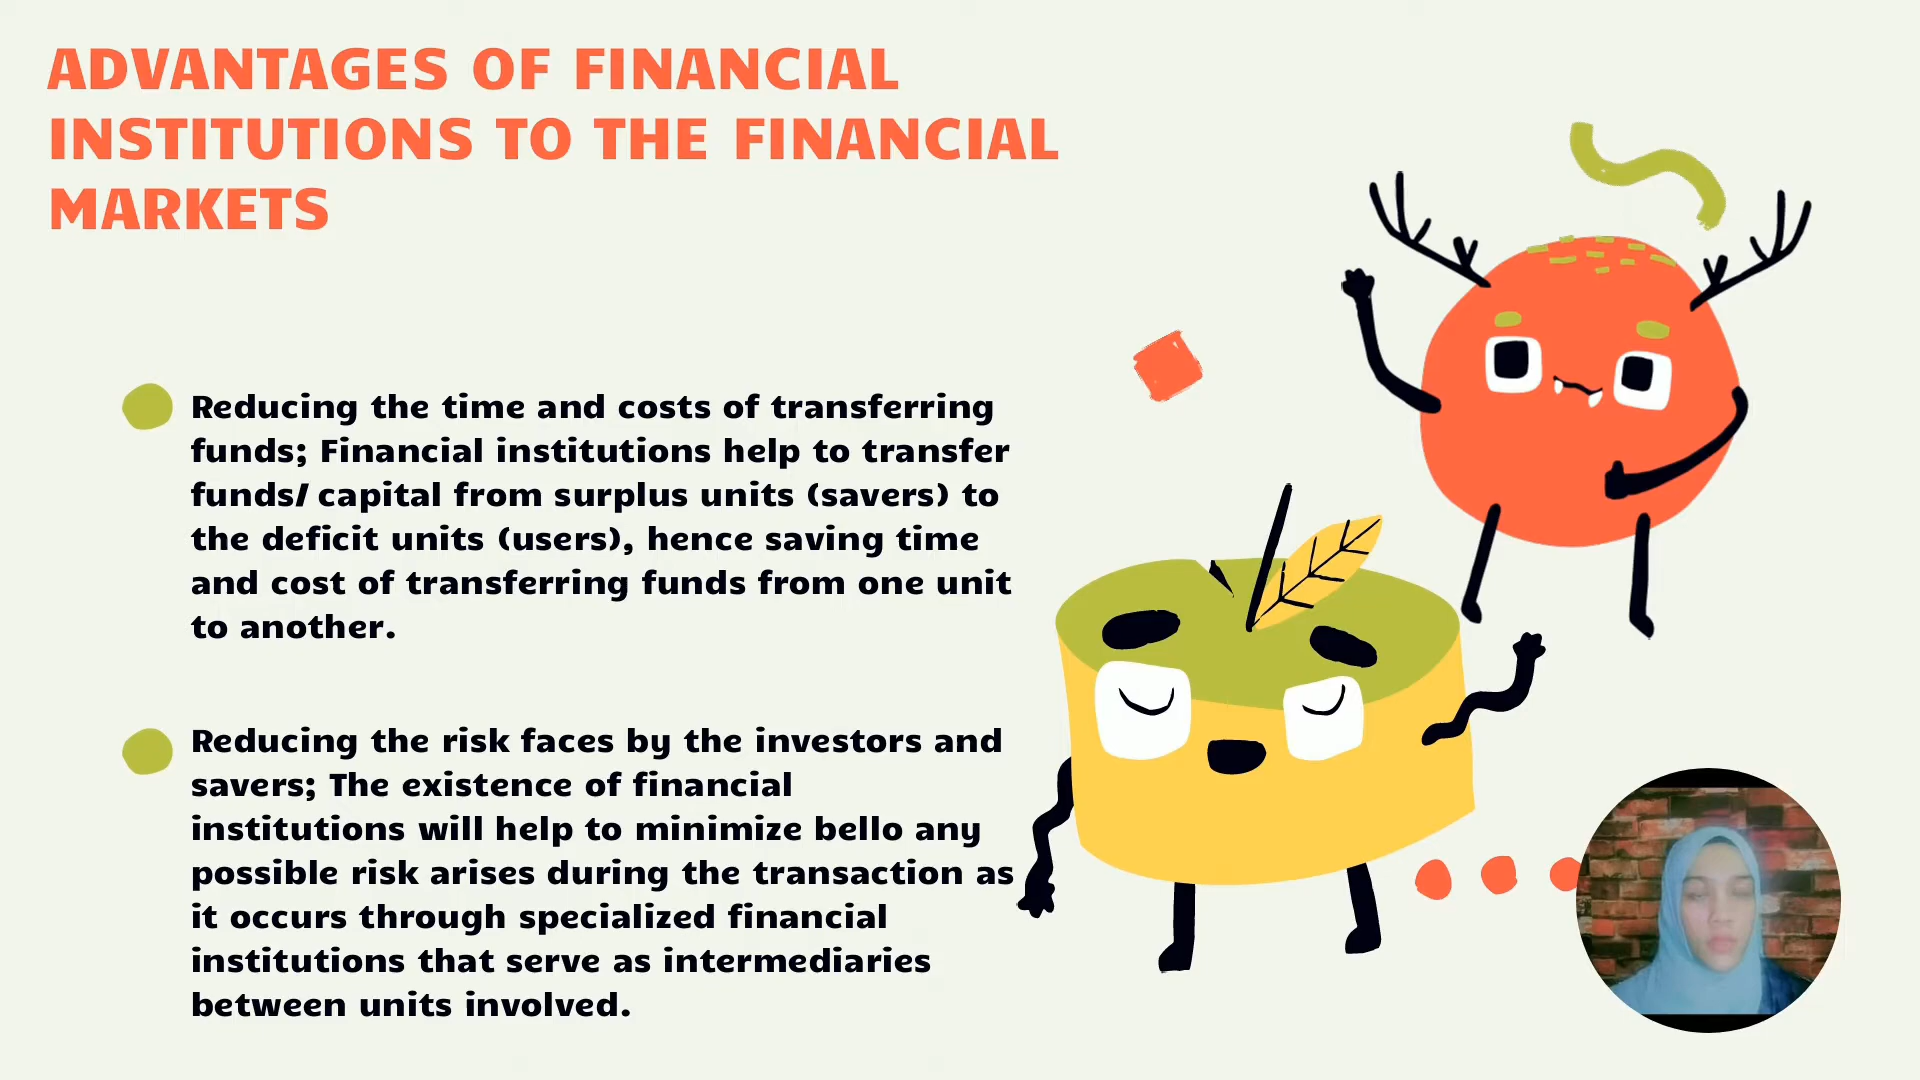 ADVANTAGES OF FINANCIAL
INSTITUTIONS TO THE FINANCIAL
MARKETS
Reducing the time and costs of transferring
funds; Financial institutions help to transfer
funds/ capital from surplus units (savers) to
the deficit units (users), hence saving time
and cost of transferring funds from one unit
to another.
Reducing the risk faces by the investors and
savers; The existence of financial
institutions will help to minimize bello any
possible risk arises during the transaction as
it occurs through specialized financial
institutions that serve as intermediaries
between units involved.